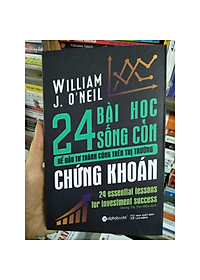 WILLIAM
J. O'NEIL
24 BÀI HỌC
SỐNG CÒN
ĐỂ ĐẦU TƯ THÀNH CÔNG TRÊN THỊ TRƯỜNG
CHỨNG KHOÁN
24 essential lessons
for investment success
alphabooks